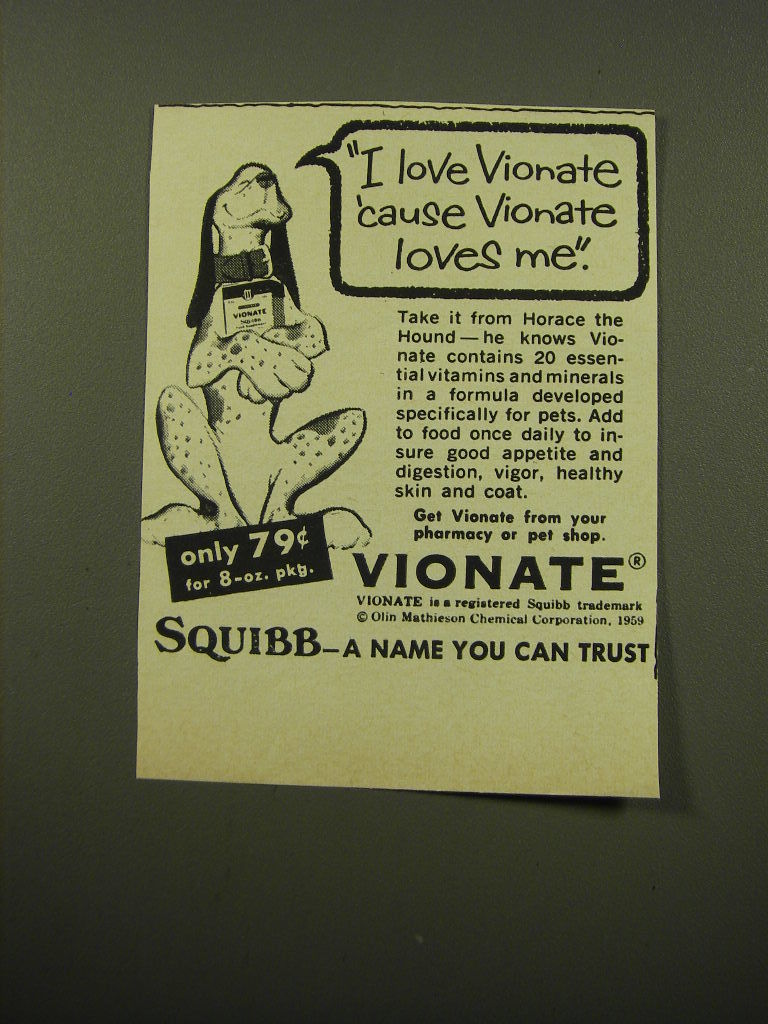 "I love Vionate
'cause Vionate
loves me".
VIONATE
Take it from Horace the
Hound — he knows Vio-
nate contains 20 essen-
tial vitamins and minerals
in a formula developed
specifically for pets. Add
to food once daily to in-
sure good appetite and
digestion, vigor, healthy
skin and coat.
Get Vionate from your
pharmacy or pet shop.
only 79¢
for 8-oz. pkg.
VIONATE®
VIONATE is a registered Squibb trademark
© Olin Mathieson Chemical Corporation, 1959
SQUIBB—A NAME YOU CAN TRUST